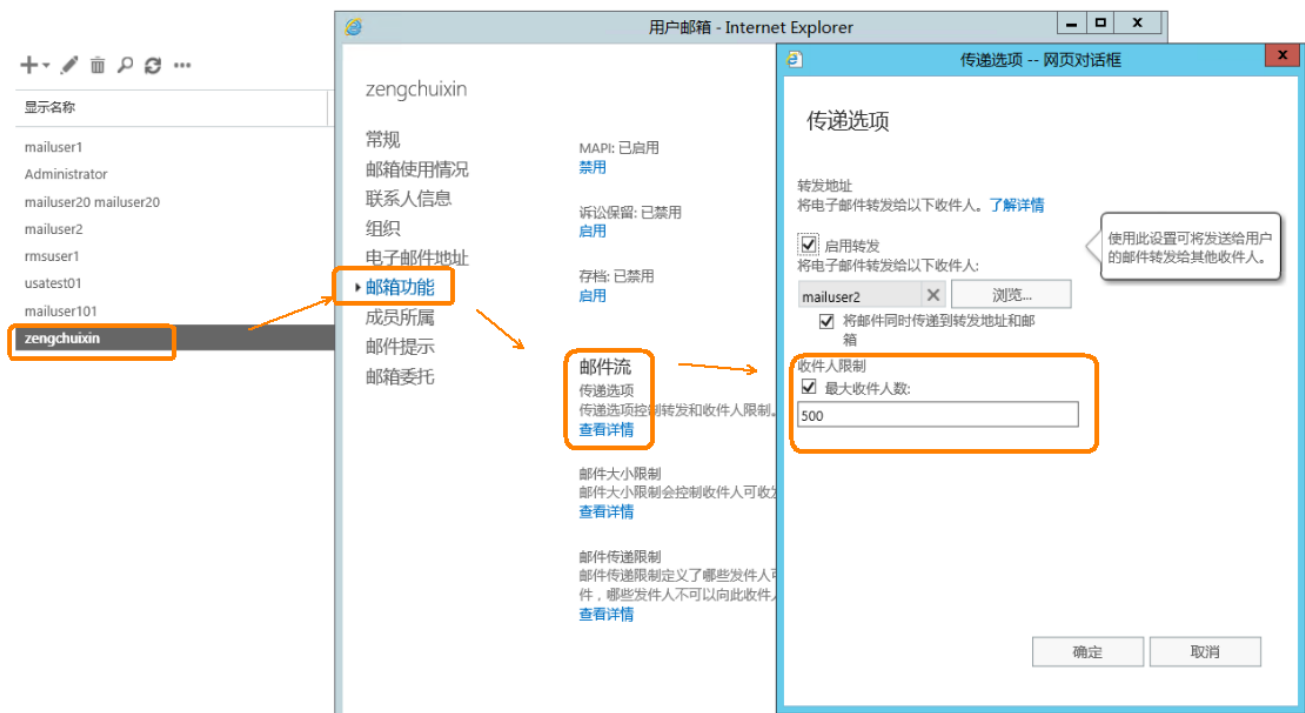 显示名称
mailuser1
Administrator
mailuser20 mailuser20
mailuser2
rmsuser1
usatest01
mailuser101
zengchuixin
用户邮箱 - Internet Explorer
zengchuixin
常规
邮箱使用情况
联系人信息
组织
电子邮件地址
邮箱功能
成员所属
邮件提示
邮箱委托
MAPI: 已启用
禁用
诉讼保留: 已禁用
启用
存档: 已禁用
启用
邮件流
传递选项
传递选项控制转发和收件人限制。
查看详情
邮件大小限制
邮件大小限制会控制收件人可收发
查看详情
邮件传递限制
邮件传递限制定义了哪些发件人可
件，哪些发件人不可以向此收件人
查看详情
传递选项 -- 网页对话框
传递选项
转发地址
将电子邮件转发给以下收件人。了解详情
启用转发
将电子邮件转发给以下收件人:
mailuser2
浏览...
将邮件同时传递到转发地址和邮
箱
收件人限制
最大收件人数:
500
使用此设置可将发送给用户
的邮件转发给其他收件人。
确定
取消